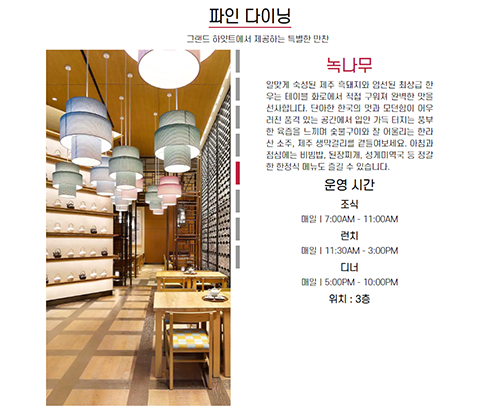 파인 다이닝
그랜드 하얏트에서 제공하는 특별한 만찬
녹나무
알맞게 숙성된 제주 흑돼지와 엄선된 최상급 한
우는 테이블 화로에서 직접 구워져 완벽한 맛을
선사합니다. 단아한 한국의 멋과 모던함이 어우
러진 품격 있는 공간에서 입안 가득 터지는 풍부
한 육즙을 느끼며 숯불구이와 잘 어울리는 한라
산 소주, 제주 생막걸리를 곁들여보세요. 아침과
점심에는 비빔밥, 된장찌개, 성게미역국 등 정갈
한 한정식 메뉴도 즐길 수 있습니다.
운영 시간
조식
매일 | 7:00AM - 11:00AM
런치
매일 | 11:30AM - 3:00PM
디너
매일 | 5:00PM - 10:00PM
위치 : 3층